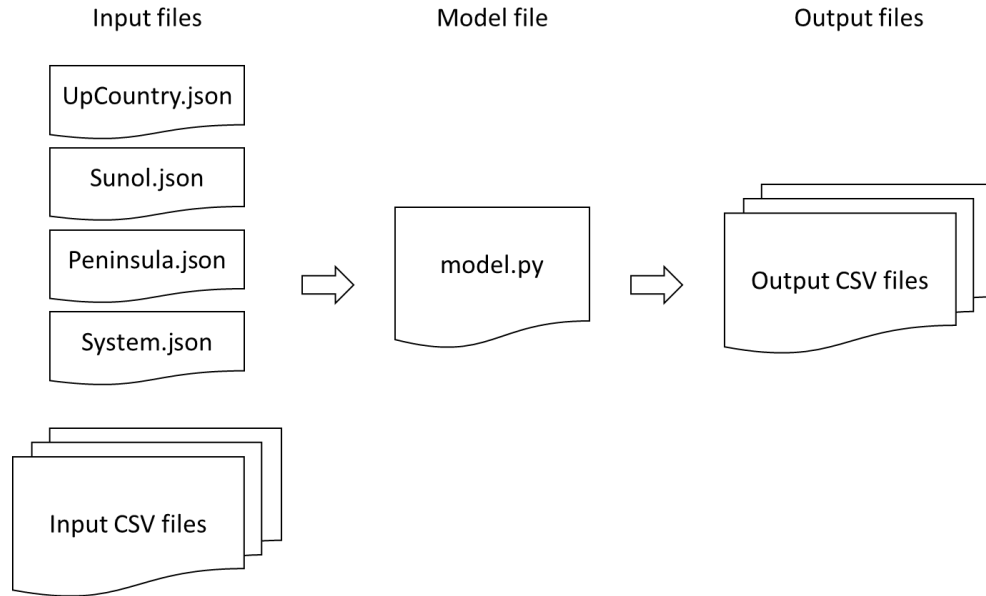 Input files
Model file
Output files
UpCountry.json
Sunol.json
Peninsula.json
System.json
Input CSV files
model.py
Output CSV files